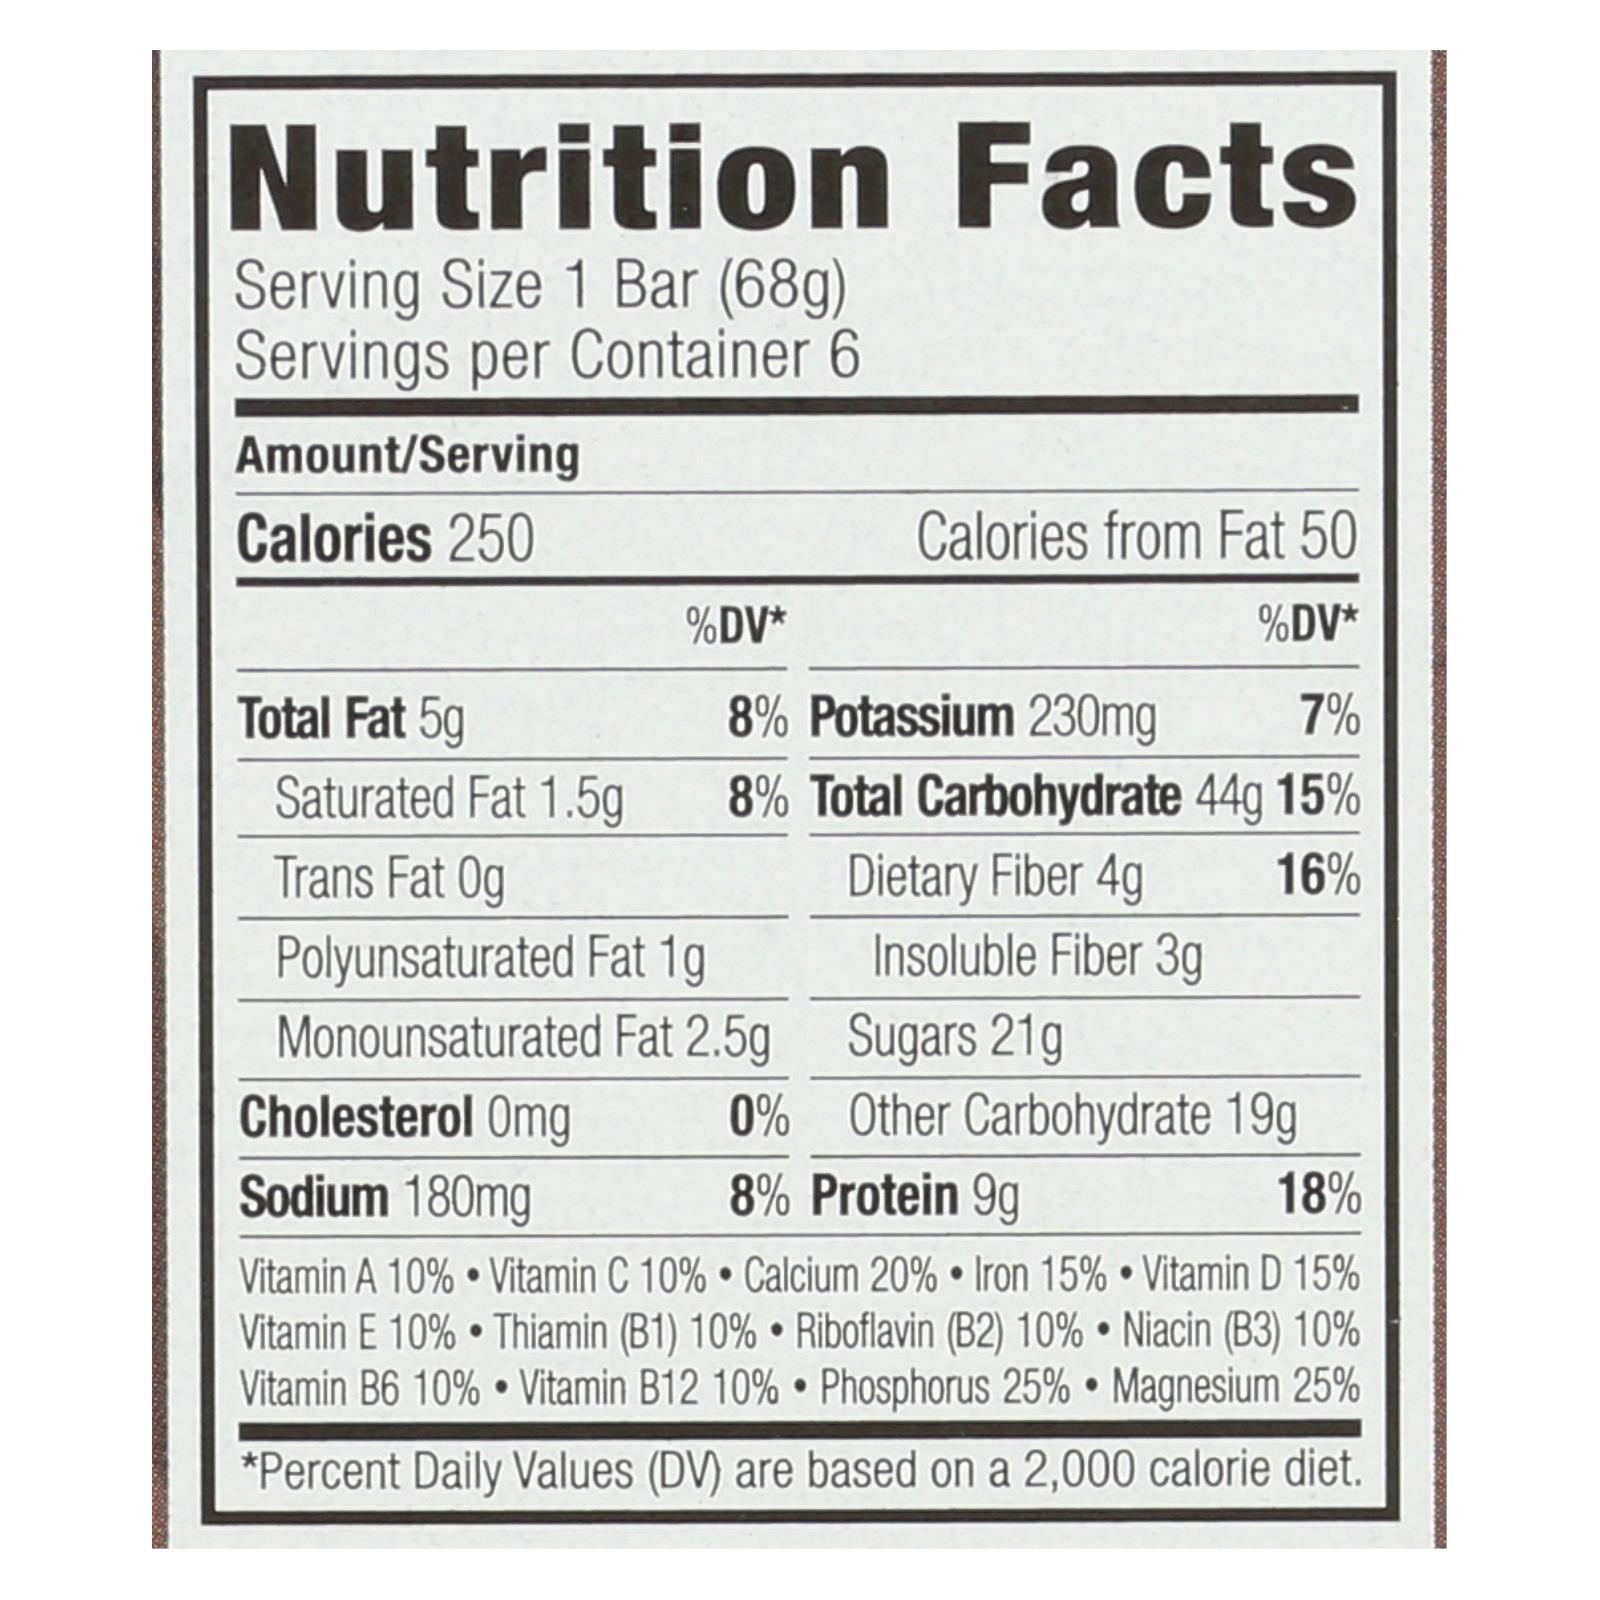 Nutrition Facts
Serving Size 1 Bar (68g)
Servings per Container 6
Amount/Serving
Calories 250 Calories from Fat 50
%DV* %DV*
Total Fat 5g 8% Potassium 230mg 7%
Saturated Fat 1.5g 8% Total Carbohydrate 44g 15%
Trans Fat 0g Dietary Fiber 4g 16%
Polyunsaturated Fat 1g Insoluble Fiber 3g
Monounsaturated Fat 2.5g Sugars 21g
Cholesterol 0mg 0% Other Carbohydrate 19g
Sodium 180mg 8% Protein 9g 18%
Vitamin A 10% • Vitamin C 10% • Calcium 20% • Iron 15% • Vitamin D 15%
Vitamin E 10% • Thiamin (B1) 10% • Riboflavin (B2) 10% • Niacin (B3) 10%
Vitamin B6 10% • Vitamin B12 10% • Phosphorus 25% • Magnesium 25%
*Percent Daily Values (DV) are based on a 2,000 calorie diet.